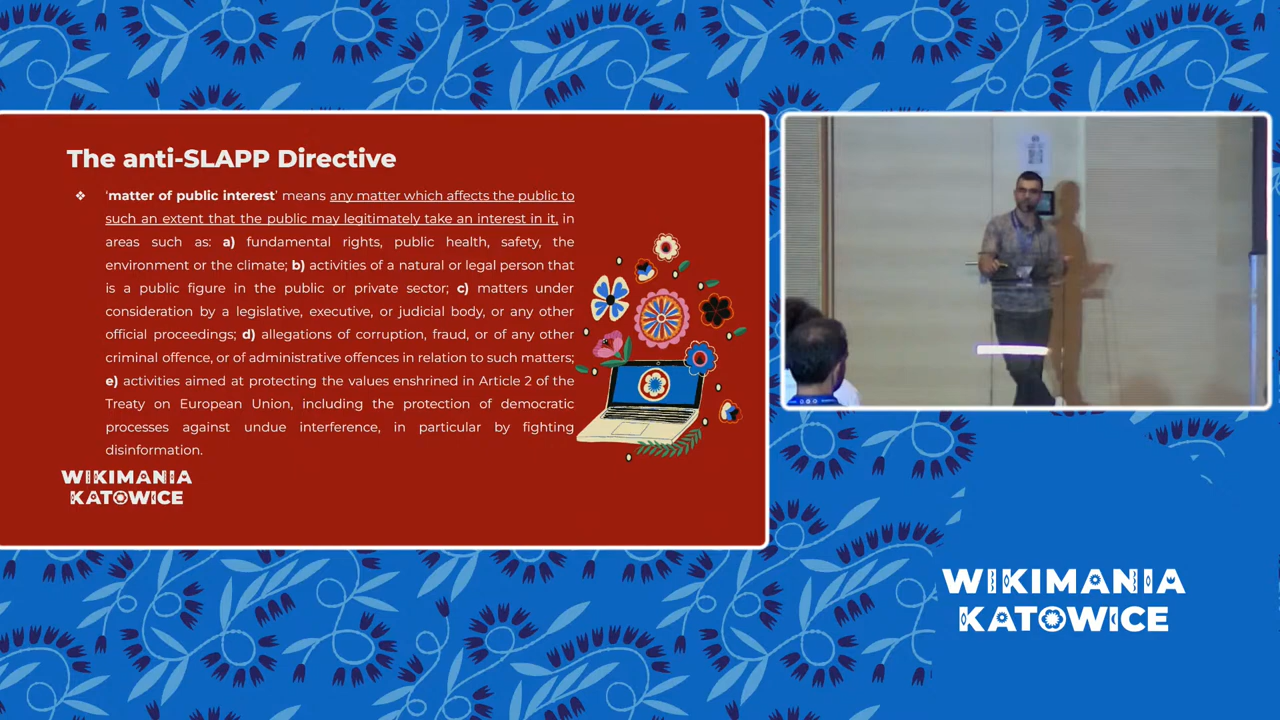 The anti-SLAPP Directive
❖ 'matter of public interest' means any matter which affects the public to
such an extent that the public may legitimately take an interest in it, in
areas such as: a) fundamental rights, public health, safety, the
environment or the climate; b) activities of a natural or legal person that
is a public figure in the public or private sector; c) matters under
consideration by a legislative, executive, or judicial body, or any other
official proceedings; d) allegations of corruption, fraud, or of any other
criminal offence, or of administrative offences in relation to such matters;
e) activities aimed at protecting the values enshrined in Article 2 of the
Treaty on European Union, including the protection of democratic
processes against undue interference, in particular by fighting
disinformation.
WIKIMANIA
KATOWICE
WIKIMANIA
KATOWICE